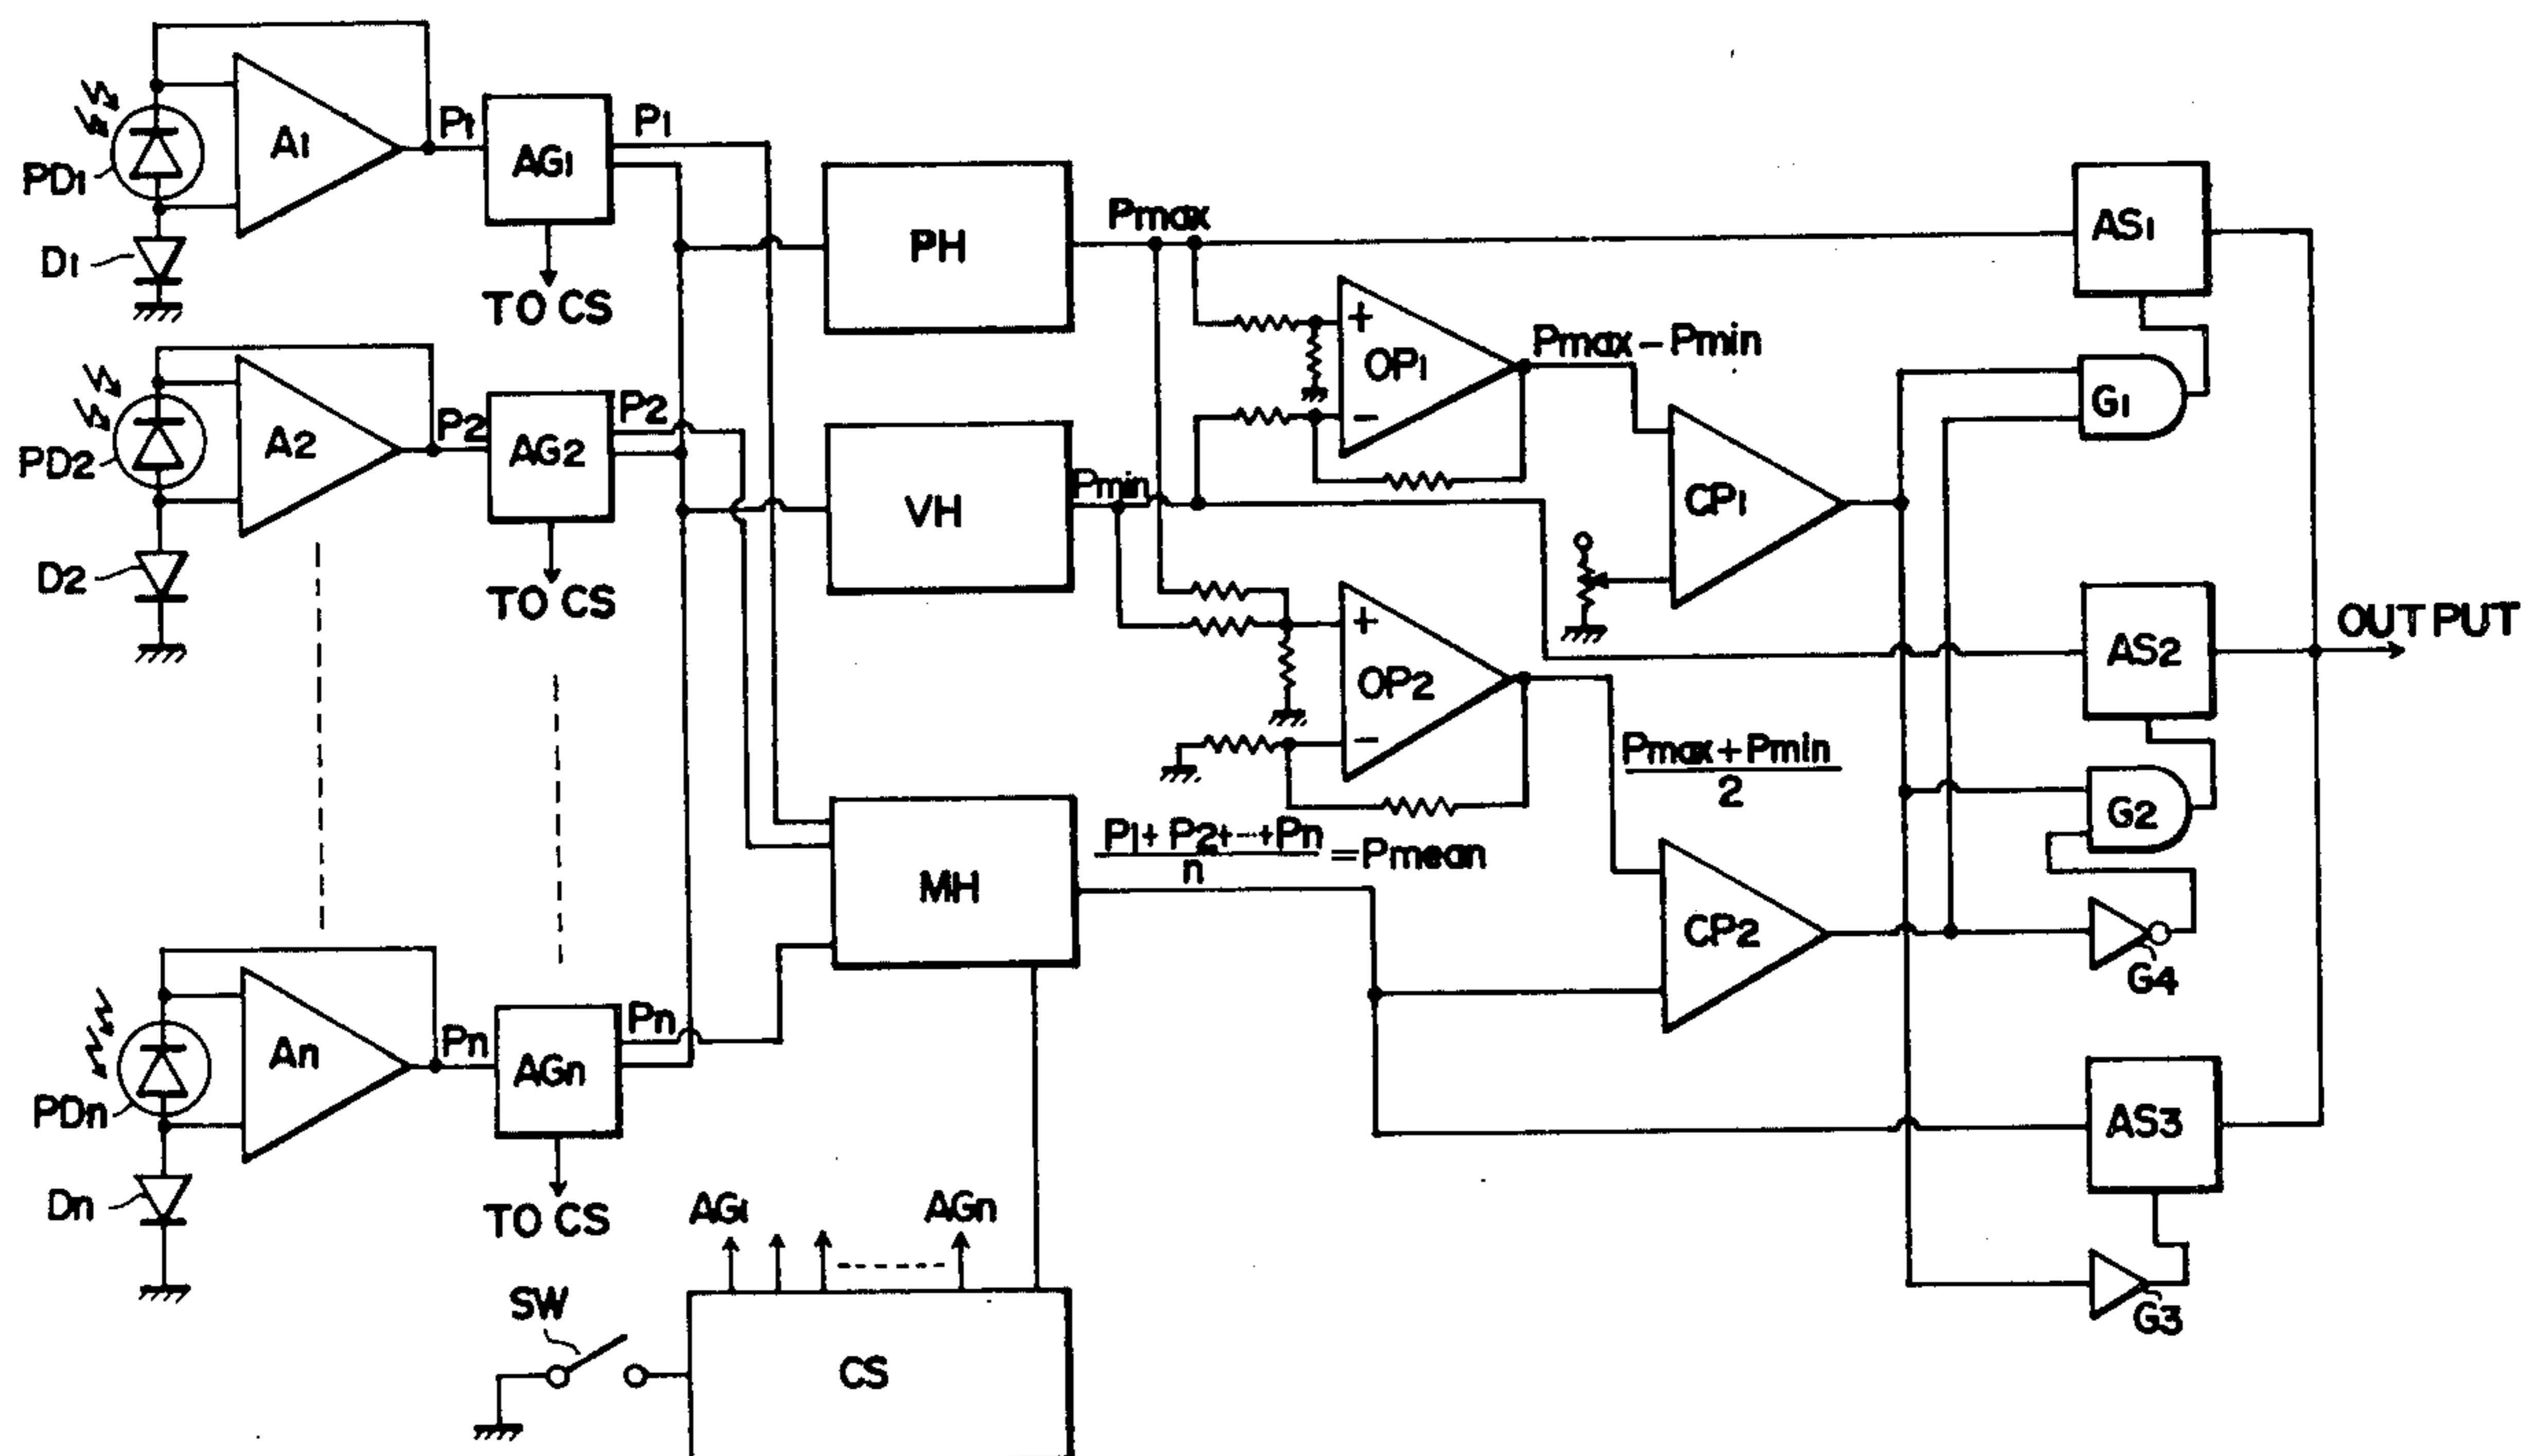 A1
P1
P1
AG1
PD1
D1
TO CS
PH
Pmax
AS1
+
OP1
-
Pmax-Pmin
G1
A2
P2
P2
AG2
PD2
D2
TO CS
VH
Pmin
CP1
+
OP2
-
AS2
OUTPUT
Pmax+Pmin
2
G2
P1+P2+--+Pn
n
=Pmean
MH
CP2
G4
An
Pn
Pn
AGn
PDn
Dn
TO CS
AS3
G3
AG1
AGn
SW
CS